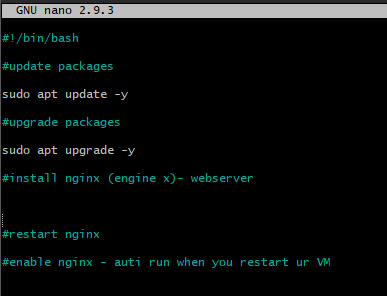 GNU nano 2.9.3
#!/bin/bash
#update packages
sudo apt update -y
#upgrade packages
sudo apt upgrade -y
#install nginx (engine x)- webserver
#restart nginx
#enable nginx - auti run when you restart ur VM